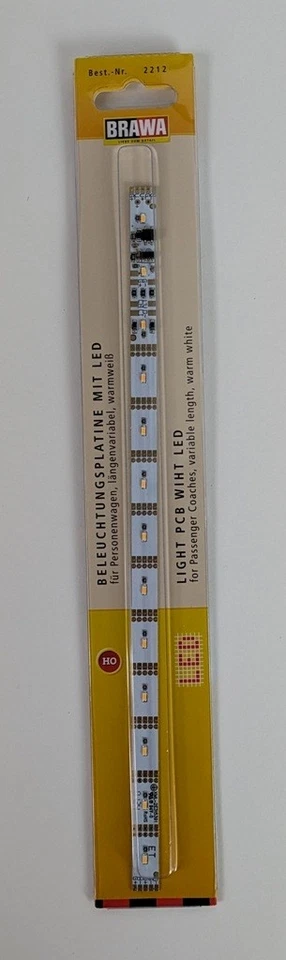 Best.-Nr. 2212
BRAWA
BELEUCHTUNGSPLATINE MIT LED
für Personenwagen, längenvariabel, warmweiß
LIGHT PCB WIHT LED
for Passenger Coaches, variable length, warm white
HO
LED